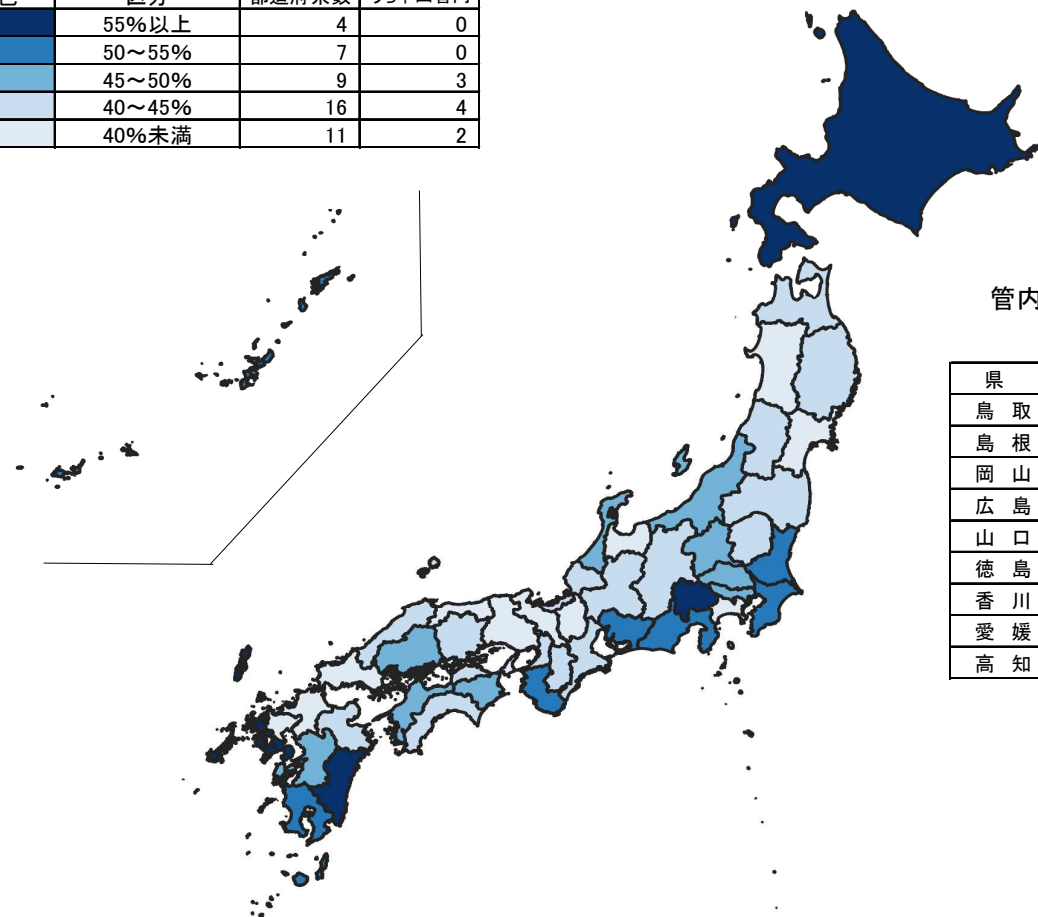 区分 都道府県数
55%以上 4 0
50～55% 7 0
45～50% 9 3
40～45% 16 4
40%未満 11 2
管内
県
鳥 取
島 根
岡 山
広 島
山 口
徳 島
香 川
愛 媛
高 知